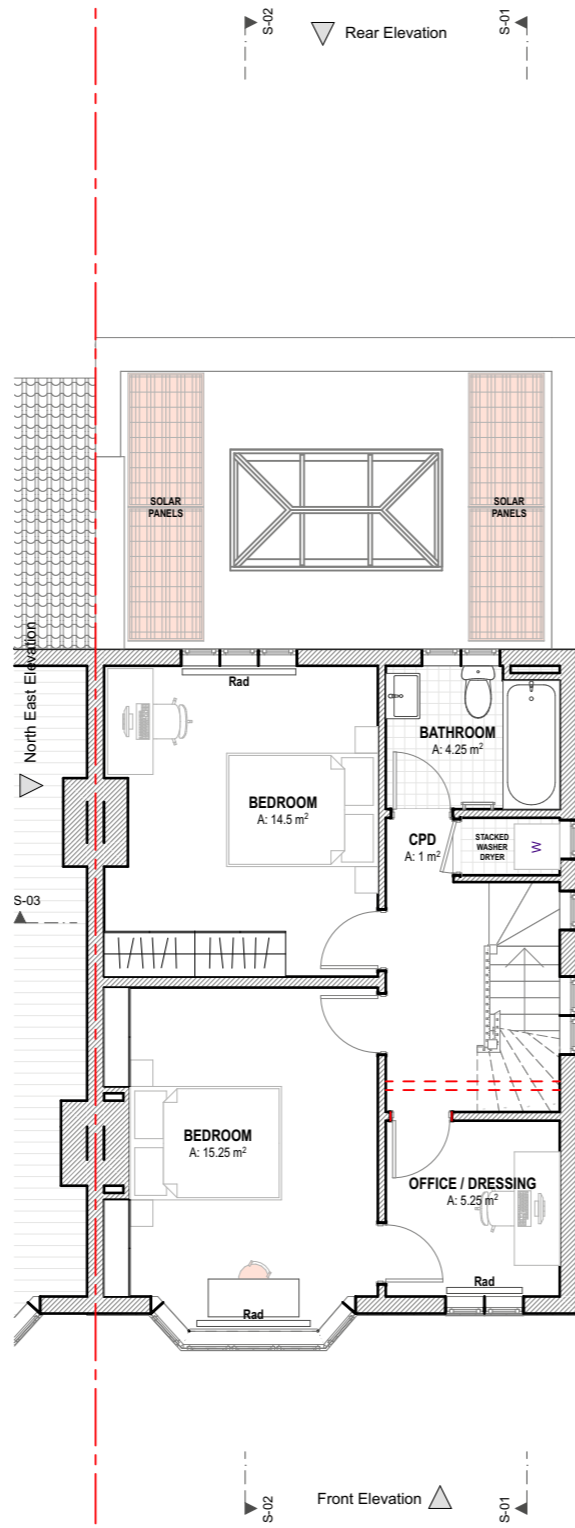 S-02
Rear Elevation
S-01
SOLAR
PANELS
SOLAR
PANELS
North East Elevation
Rad
BATHROOM
A: 4.25 m²
BEDROOM
A: 14.5 m²
CPD
A: 1 m²
STACKED
WASHER
DRYER
W
S-03
BEDROOM
A: 15.25 m²
OFFICE / DRESSING
A: 5.25 m²
Rad
Rad
S-02
Front Elevation
S-01